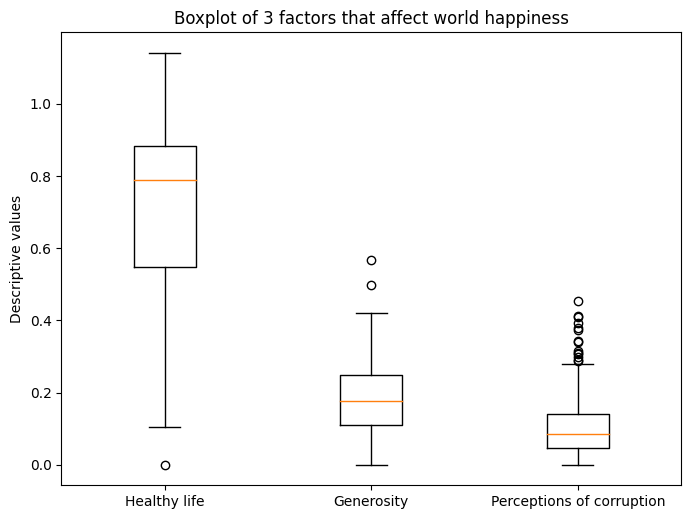 Boxplot of 3 factors that affect world happiness
Descriptive values
1.0
0.8
0.6
0.4
0.2
0.0
Healthy life
Generosity
Perceptions of corruption